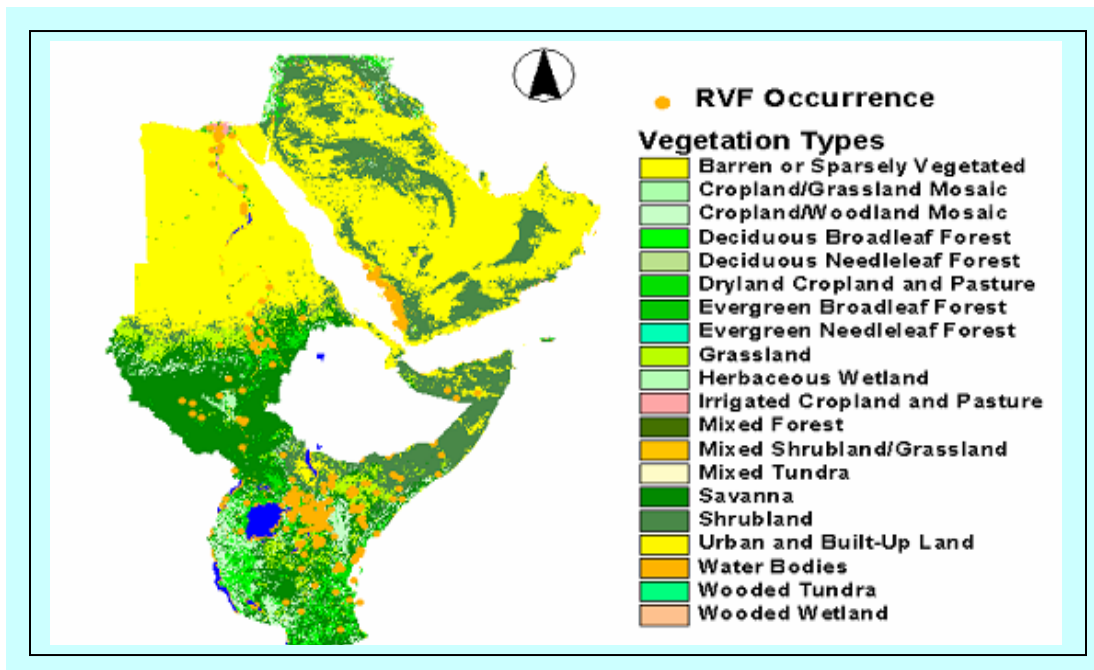 RVF Occurrence
Vegetation Types
Barren or Sparsely Vegetated
Cropland/Grassland Mosaic
Cropland/Woodland Mosaic
Deciduous Broadleaf Forest
Deciduous Needleleaf Forest
Dryland Cropland and Pasture
Evergreen Broadleaf Forest
Evergreen Needleleaf Forest
Grassland
Herbaceous Wetland
Irrigated Cropland and Pasture
Mixed Forest
Mixed Shrubland/Grassland
Mixed Tundra
Savanna
Shrubland
Urban and Built-Up Land
Water Bodies
Wooded Tundra
Wooded Wetland